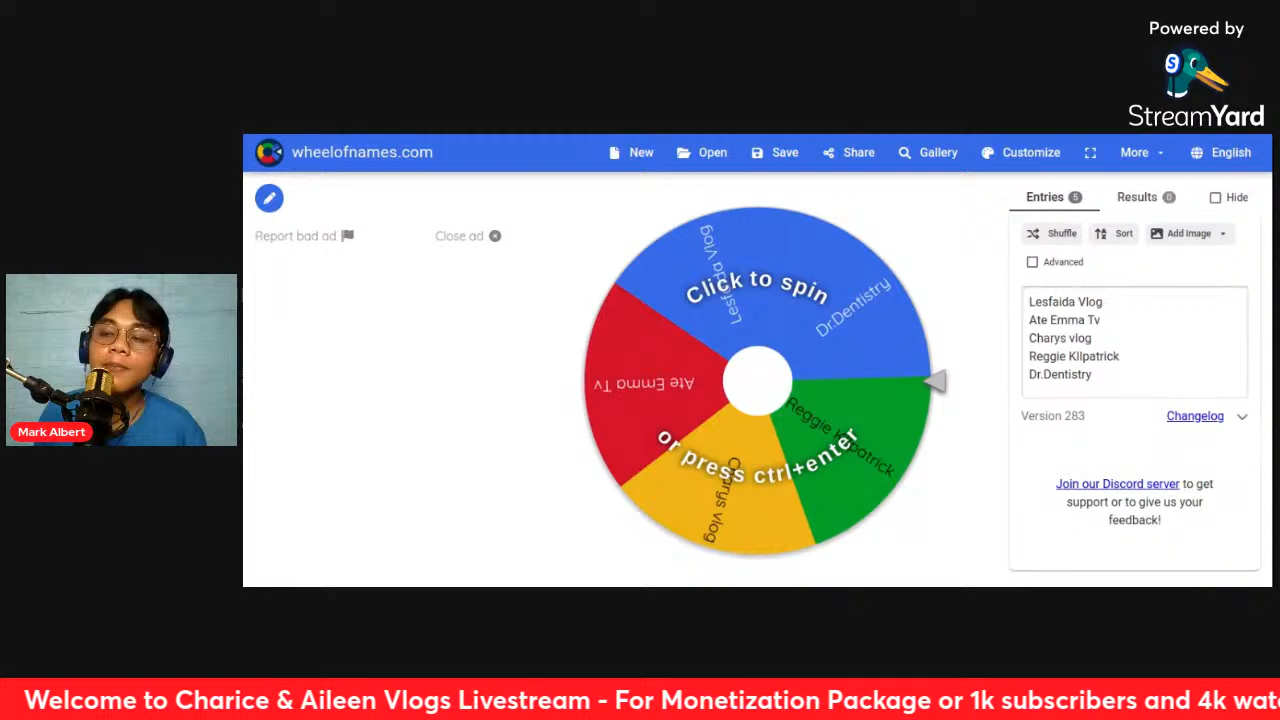 Powered by
StreamYard
wheelofnames.com
New
Open
Save
Share
Gallery
Customize
More
English
Report bad ad
Close ad
Entries 5
Results 0
Hide
Shuffle
Sort
Add image
Advanced
Lesfaida Vlog
Ate Emma Tv
Charys vlog
Reggie KIlpatrick
Dr.Dentistry
Version 283
Changelog
Join our Discord server to get
support or to give us your
feedback!
Click to spin
or press ctrl+enter
Lesfaida Vlog
Dr.Dentistry
Ate Emma Tv
Reggie KIlpatrick
Charys vlog
Mark Albert
S
Welcome to Charice & Aileen Vlogs Livestream - For Monetization Package or 1k subscribers and 4k wat